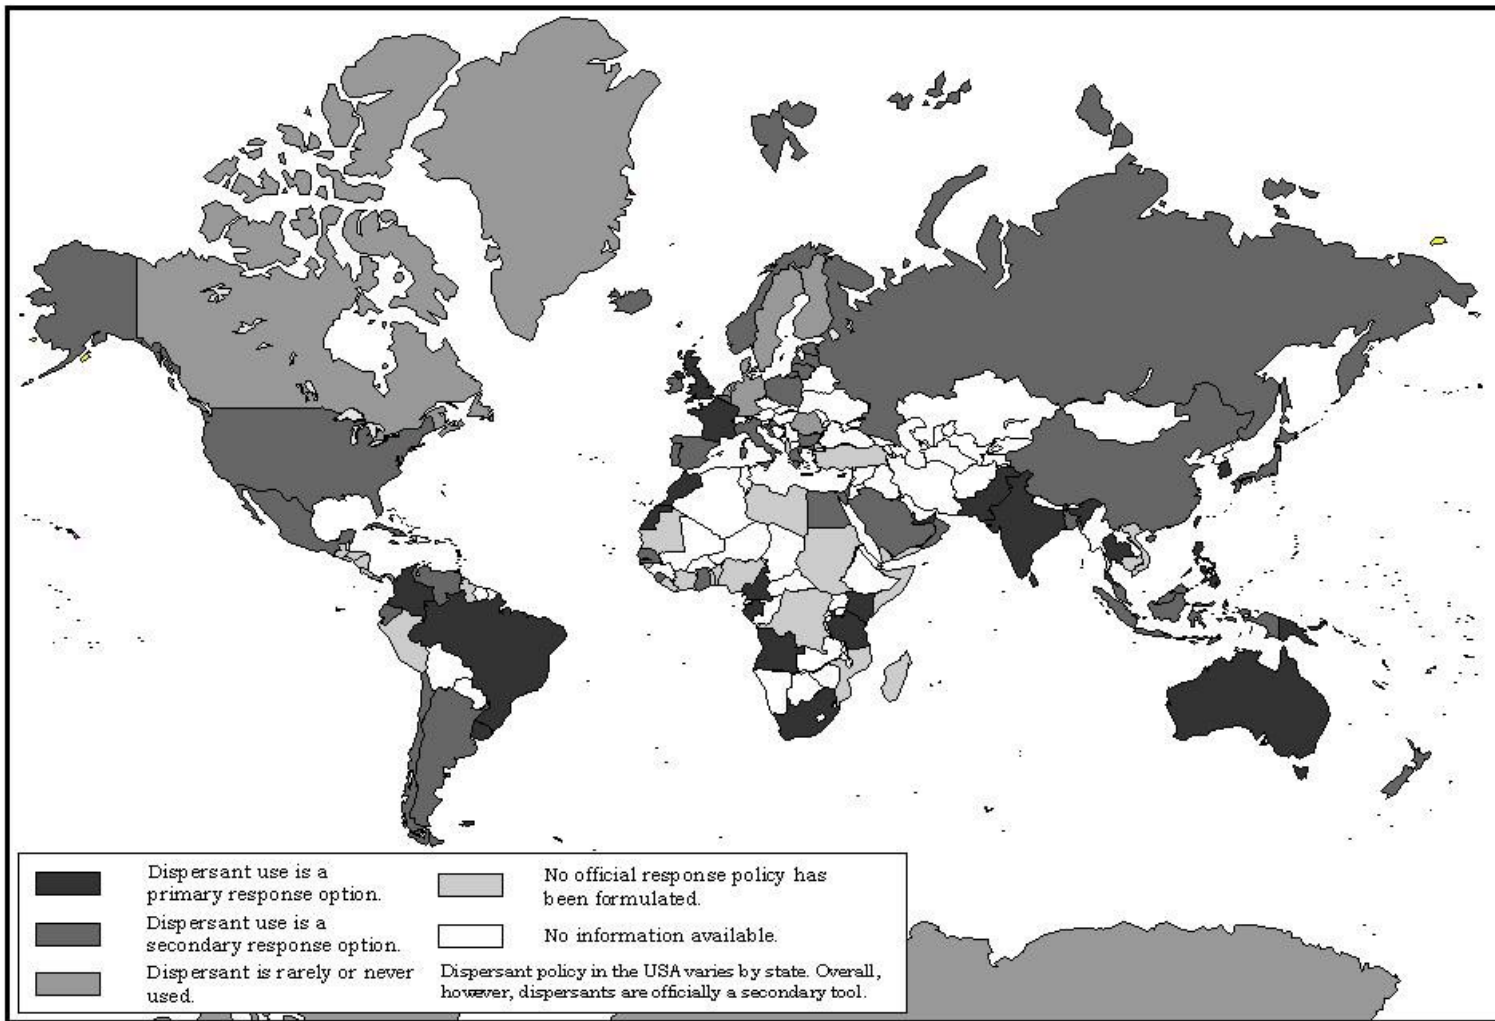 Dispersant use is a
primary response option.
Dispersant use is a
secondary response option.
Dispersant is rarely or never
used.
No official response policy has
been formulated.
No information available.
Dispersant policy in the USA varies by state. Overall,
however, dispersants are officially a secondary tool.